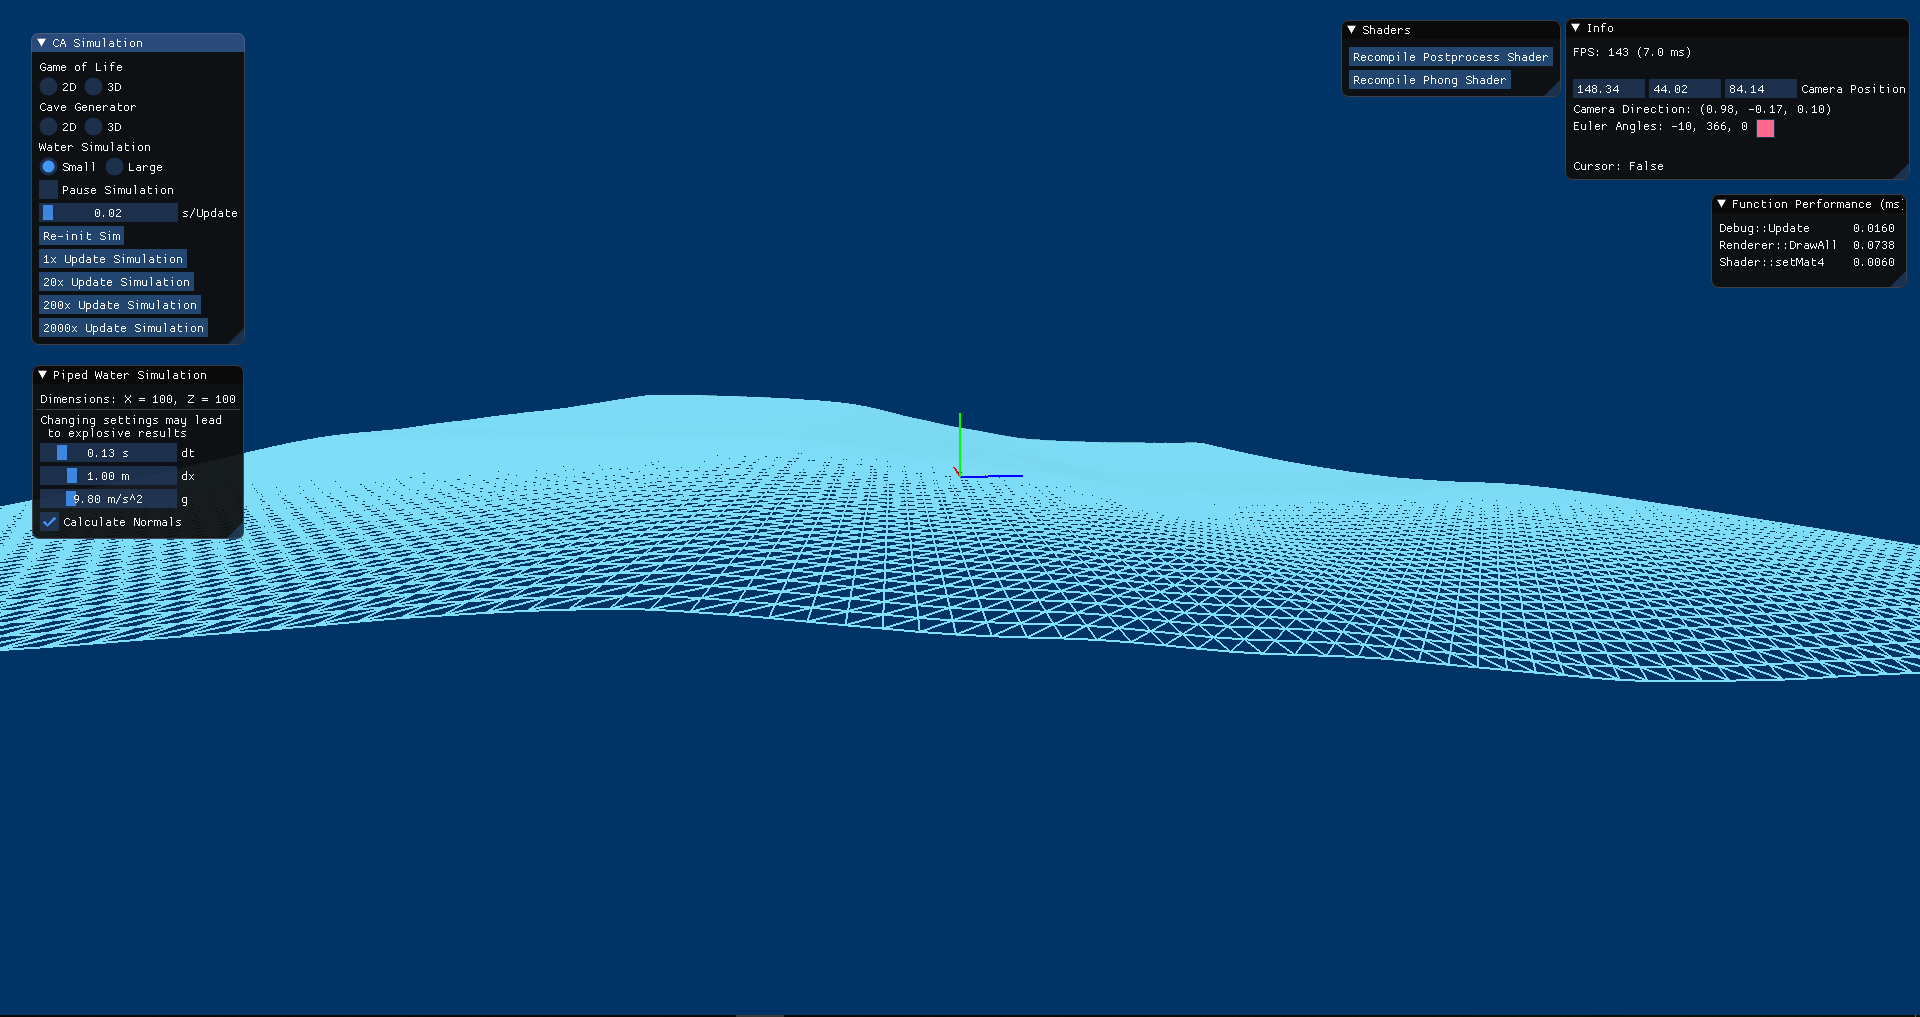 CA Simulation
Game of Life
2D 3D
Cave Generator
2D 3D
Water Simulation
Small Large
Pause Simulation
0.02 s/Update
Re-init Sim
1x Update Simulation
20x Update Simulation
200x Update Simulation
2000x Update Simulation
Piped Water Simulation
Dimensions: X = 100, Z = 100
Changing settings may lead
to explosive results
0.13 s dt
1.00 m dx
9.80 m/s^2 g
Calculate Normals
Shaders
Recompile Postprocess Shader
Recompile Phong Shader
Info
FPS: 143 (7.0 ms)
148.34 44.02 84.14 Camera Position
Camera Direction: (0.98, -0.17, 0.10)
Euler Angles: -10, 366, 0
Cursor: False
Function Performance (ms
Debug::Update 0.0160
Renderer::DrawAll 0.0738
Shader::setMat4 0.0060